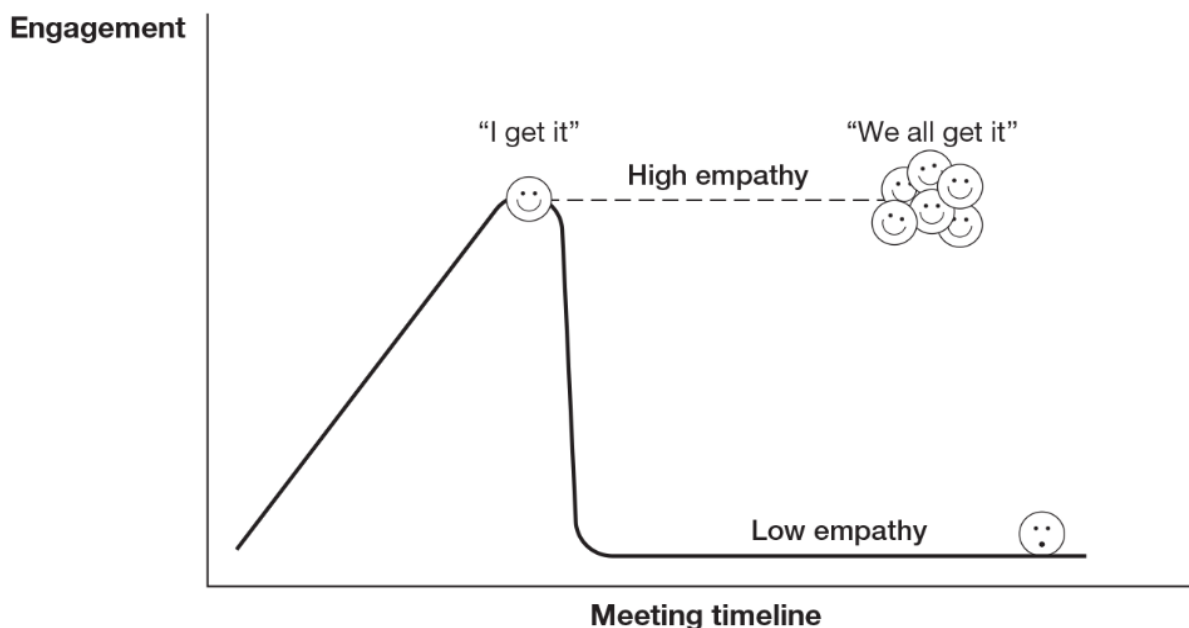 Engagement
“I get it”
“We all get it”
High empathy
Low empathy
Meeting timeline